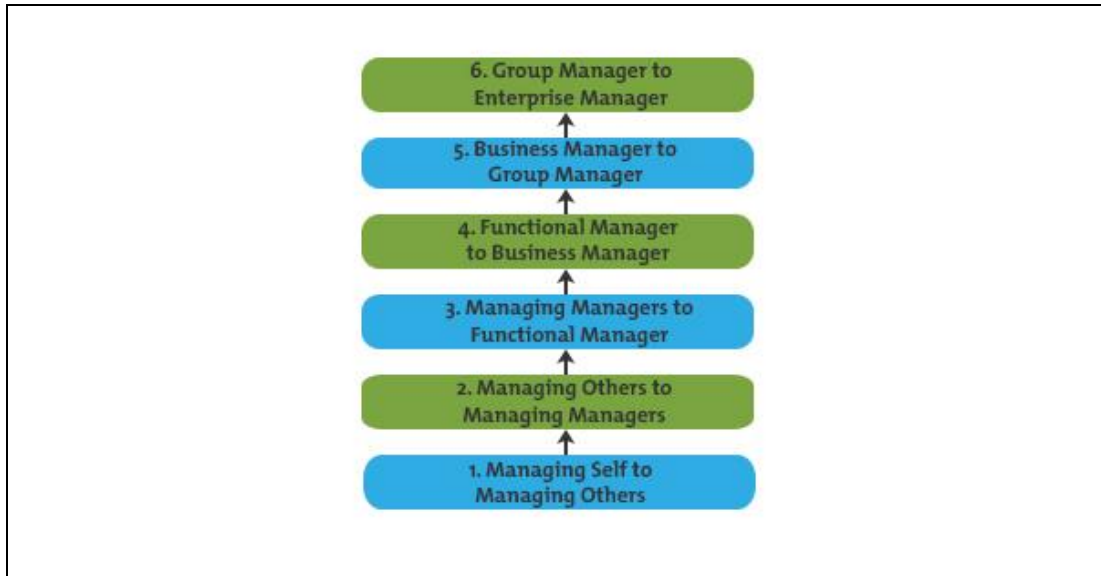 6. Group Manager to
Enterprise Manager
5. Business Manager to
Group Manager
4. Functional Manager
to Business Manager
3. Managing Managers to
Functional Manager
2. Managing Others to
Managing Managers
1. Managing Self to
Managing Others